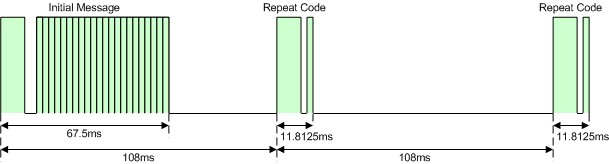 Initial Message
Repeat Code
Repeat Code
67.5ms
11.8125ms
11.8125ms
108ms
108ms